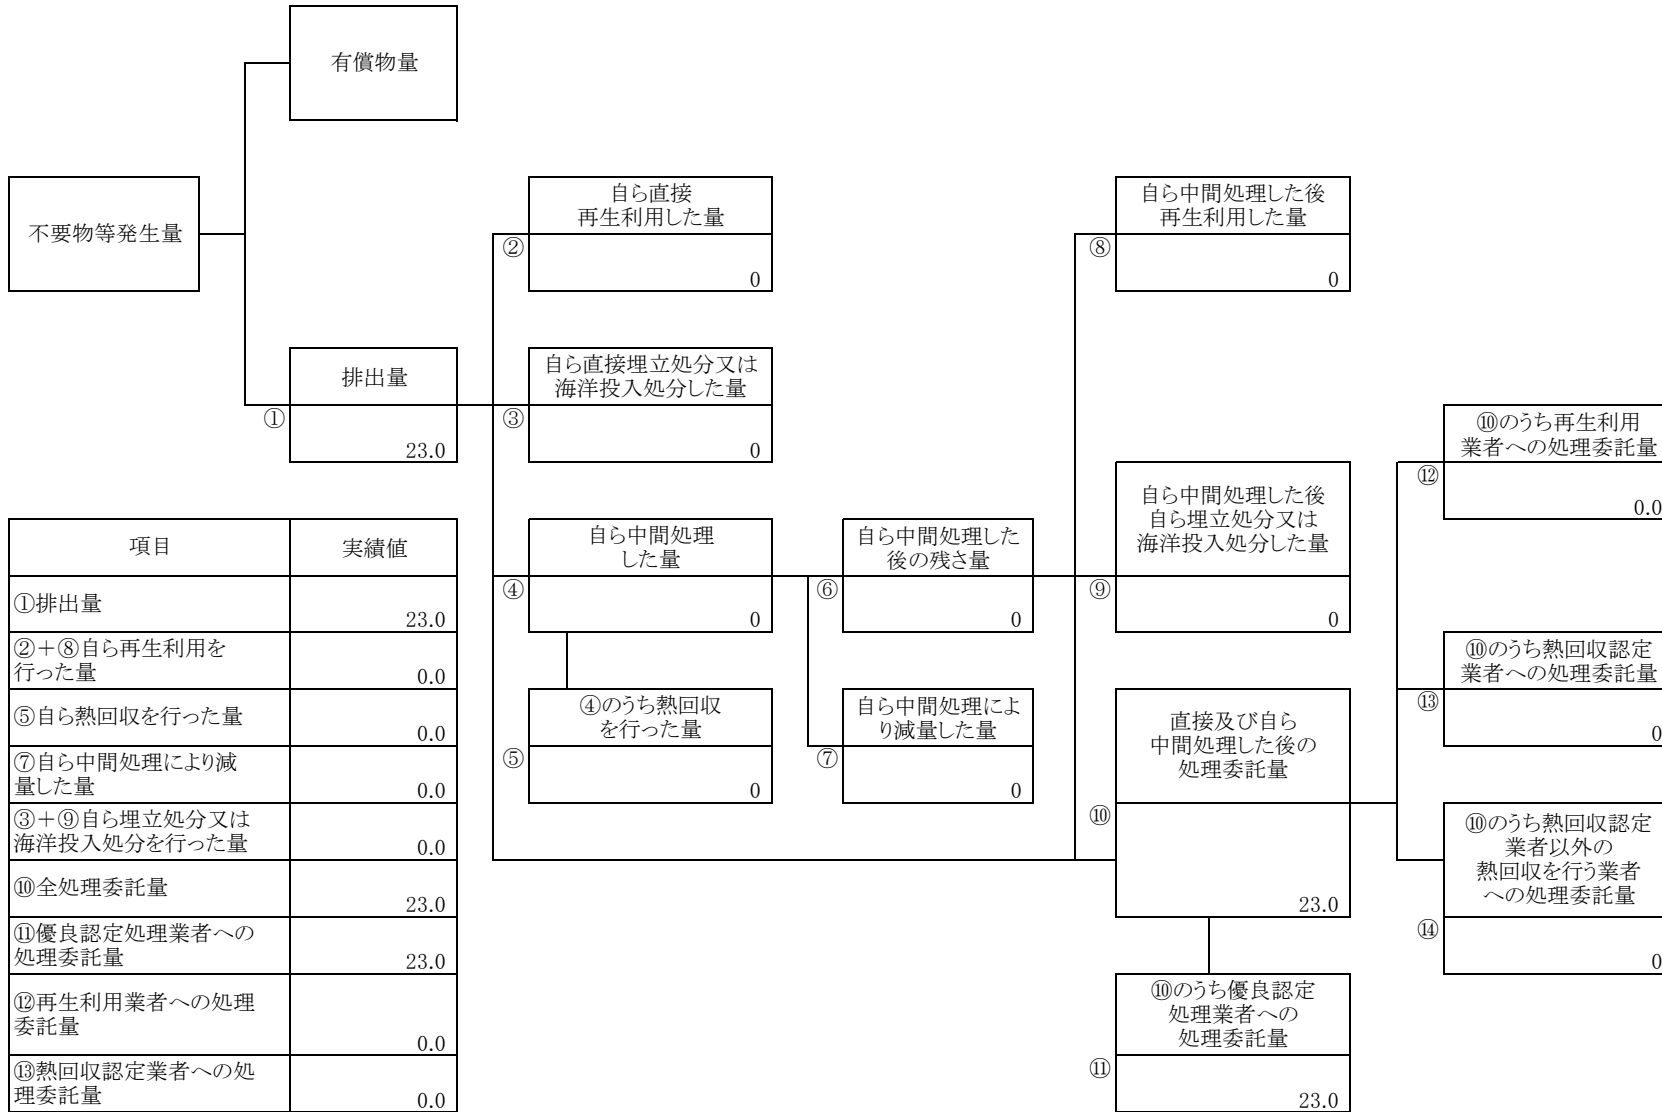 有償物量
不要物等発生量
自ら直接
再生利用した量
②
0
自ら中間処理した後
再生利用した量
⑧
0
排出量
①
23.0
自ら直接埋立処分又は
海洋投入処分した量
③
0
⑩のうち再生利用
業者への処理委託量
⑫
0.0
自ら中間処理
した量
④
0
自ら中間処理した
後の残さ量
⑥
0
自ら中間処理した後
自ら埋立処分又は
海洋投入処分した量
⑨
0
⑩のうち熱回収認定
業者への処理委託量
⑬
0
④のうち熱回収
を行った量
⑤
0
自ら中間処理によ
り減量した量
⑦
0
直接及び自ら
中間処理した後の
処理委託量
⑩
23.0
⑩のうち熱回収認定
業者以外の
熱回収を行う業者
への処理委託量
⑭
0
⑩のうち優良認定
処理業者への
処理委託量
⑪
23.0
項目 実績値
①排出量 23.0
②+⑧自ら再生利用を
行った量 0.0
⑤自ら熱回収を行った量 0.0
⑦自ら中間処理により減
量した量 0.0
③+⑨自ら埋立処分又は
海洋投入処分を行った量 0.0
⑩全処理委託量 23.0
⑪優良認定処理業者への
処理委託量 23.0
⑫再生利用業者への処理
委託量 0.0
⑬熱回収認定業者への処
理委託量 0.0